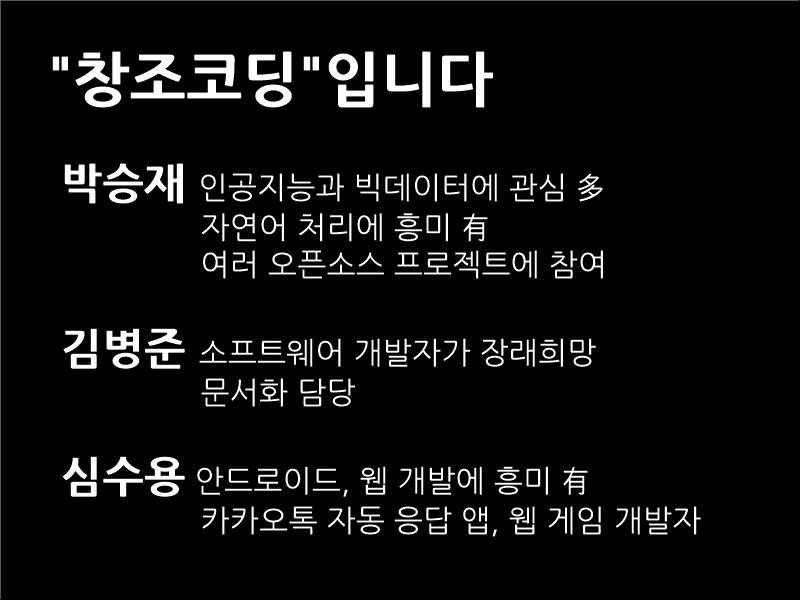 "창조코딩"입니다
박승재 인공지능과 빅데이터에 관심 多
자연어 처리에 흥미 有
여러 오픈소스 프로젝트에 참여
김병준 소프트웨어 개발자가 장래희망
문서화 담당
심수용 안드로이드, 웹 개발에 흥미 有
카카오톡 자동 응답 앱, 웹 게임 개발자